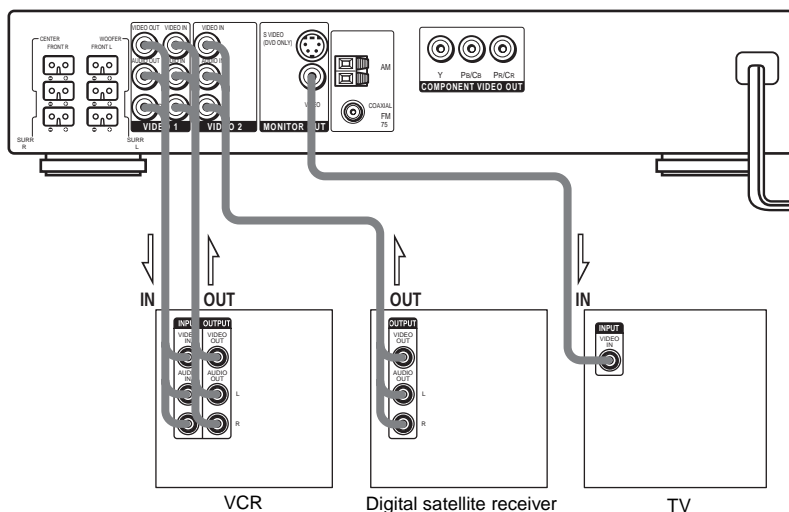 CENTER
FRONT R
WOOFER
FRONT L
SURR
R
SURR
L
VIDEO OUT
VIDEO IN
VIDEO IN
AUDIO OUT
AUDIO IN
VIDEO 1
VIDEO 2
S VIDEO
(DVD ONLY)
VIDEO
MONITOR OUT
AM
COAXIAL
FM
75
Y
PB/CB
PR/CR
COMPONENT VIDEO OUT
IN
OUT
OUT
IN
INPUT
OUTPUT
VIDEO
IN
VIDEO
OUT
AUDIO
IN
AUDIO
OUT
L
R
OUTPUT
VIDEO
OUT
AUDIO
OUT
L
R
INPUT
VIDEO
IN
VCR
Digital satellite receiver
TV